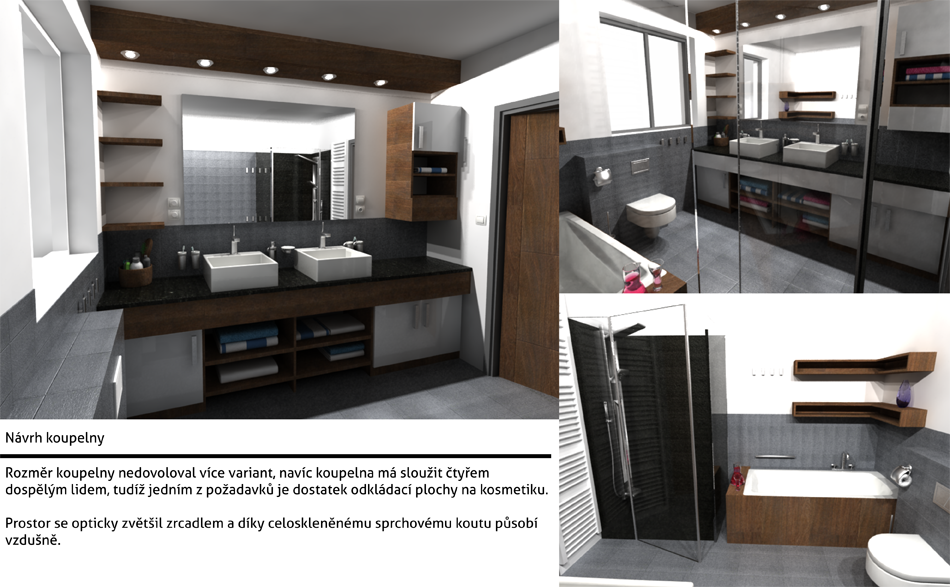 Návrh koupelny
Rozměr koupelny nedovoloval více variant, navíc koupelna má sloužit čtyřem
dospělým lidem, tudíž jedním z požadavků je dostatek odkládací plochy na kosmetiku.
Prostor se opticky zvětšil zrcadlem a díky celoskleněnému sprchovému koutu působí
vzdušně.